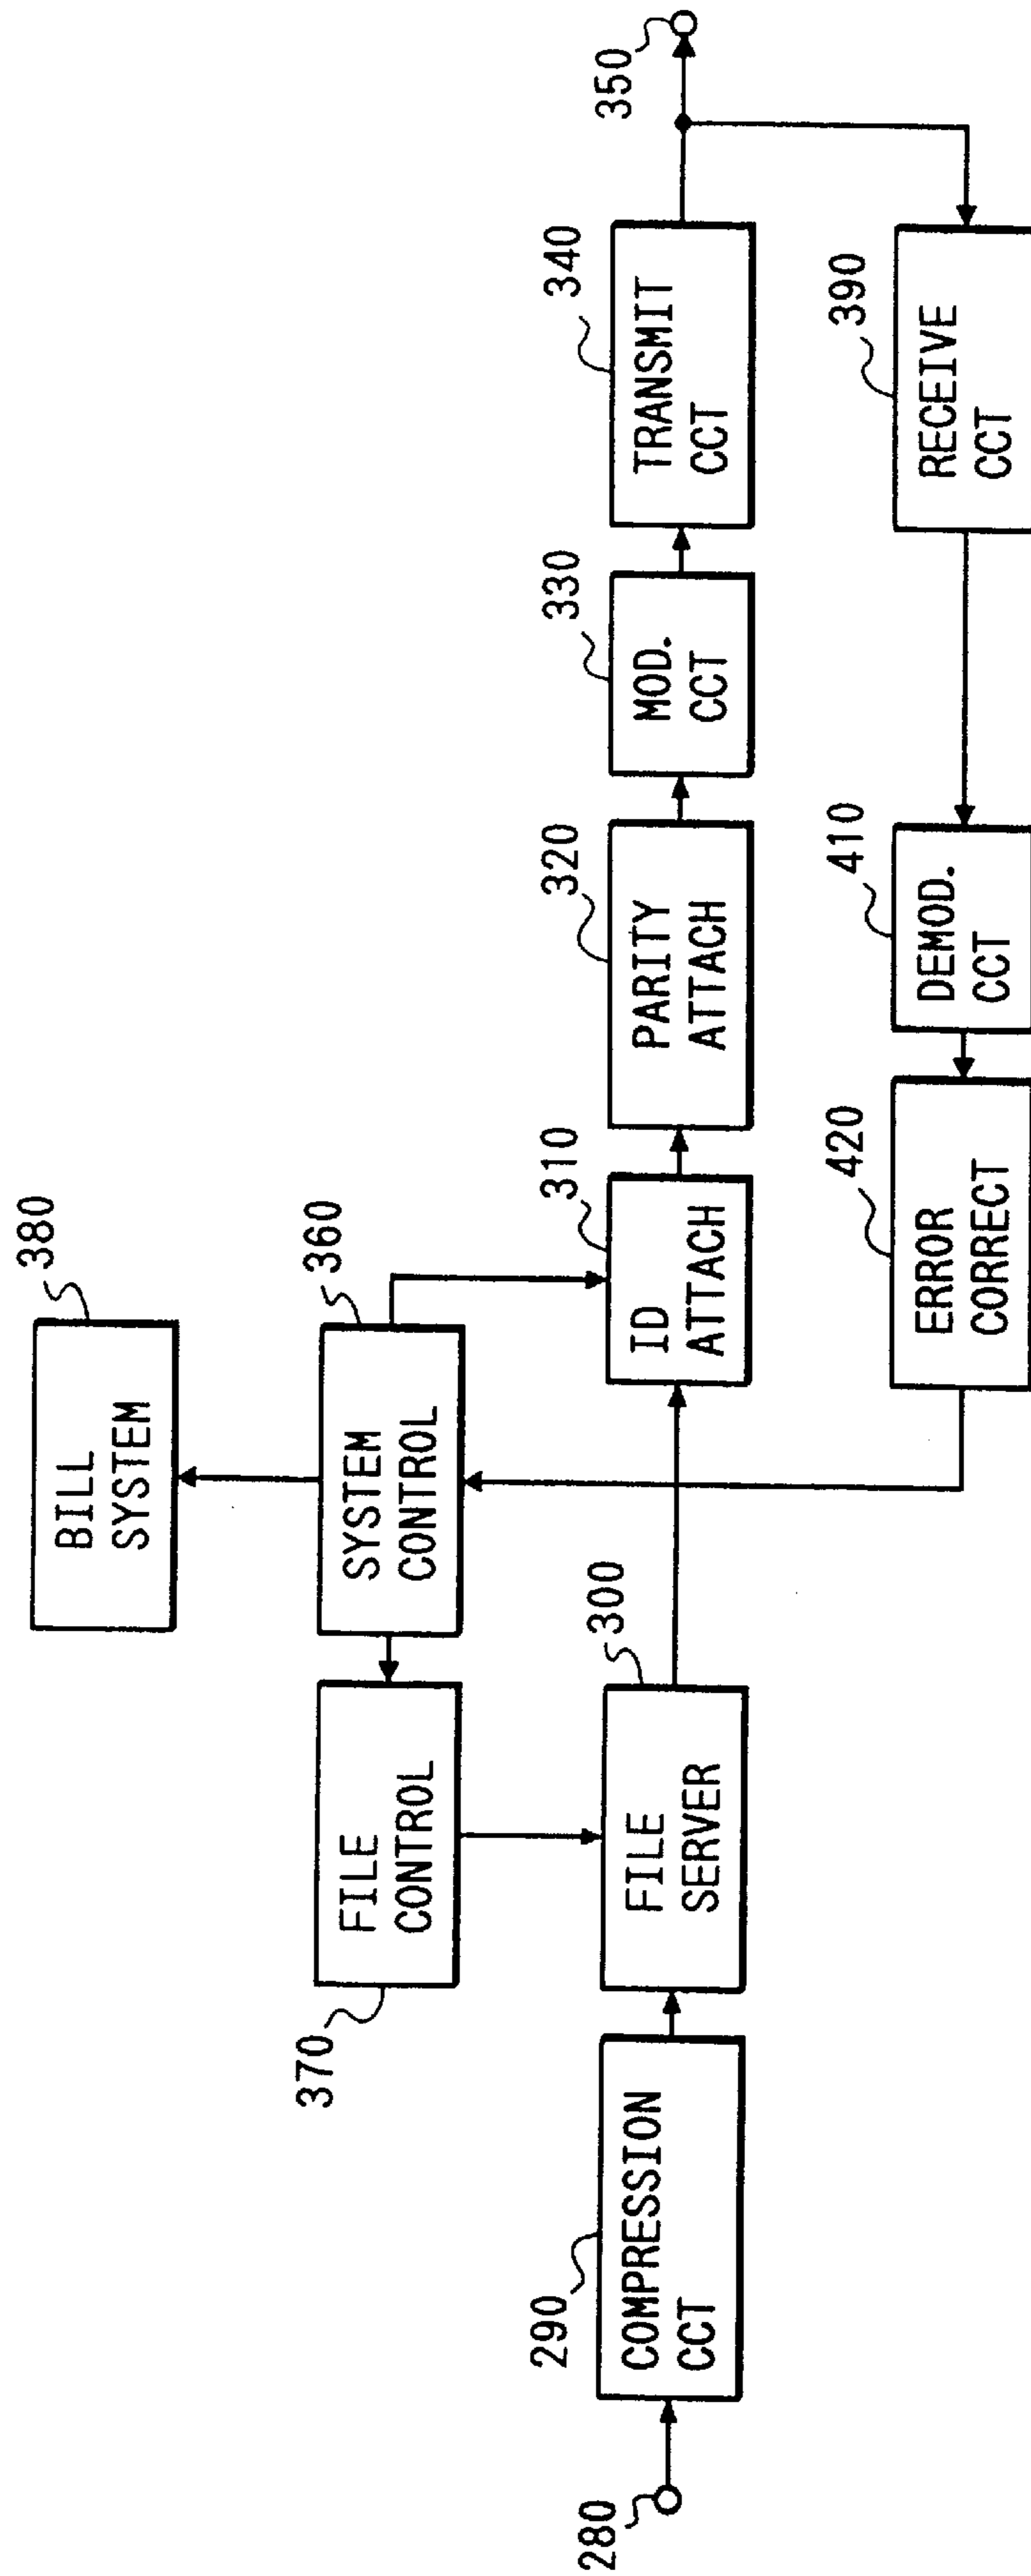 380
BILL
SYSTEM
360
SYSTEM
CONTROL
370
FILE
CONTROL
280
290
COMPRESSION
CCT
300
FILE
SERVER
310
ID
ATTACH
320
PARITY
ATTACH
330
MOD.
CCT
340
TRANSMIT
CCT
350
420
ERROR
CORRECT
410
DEMOD.
CCT
390
RECEIVE
CCT